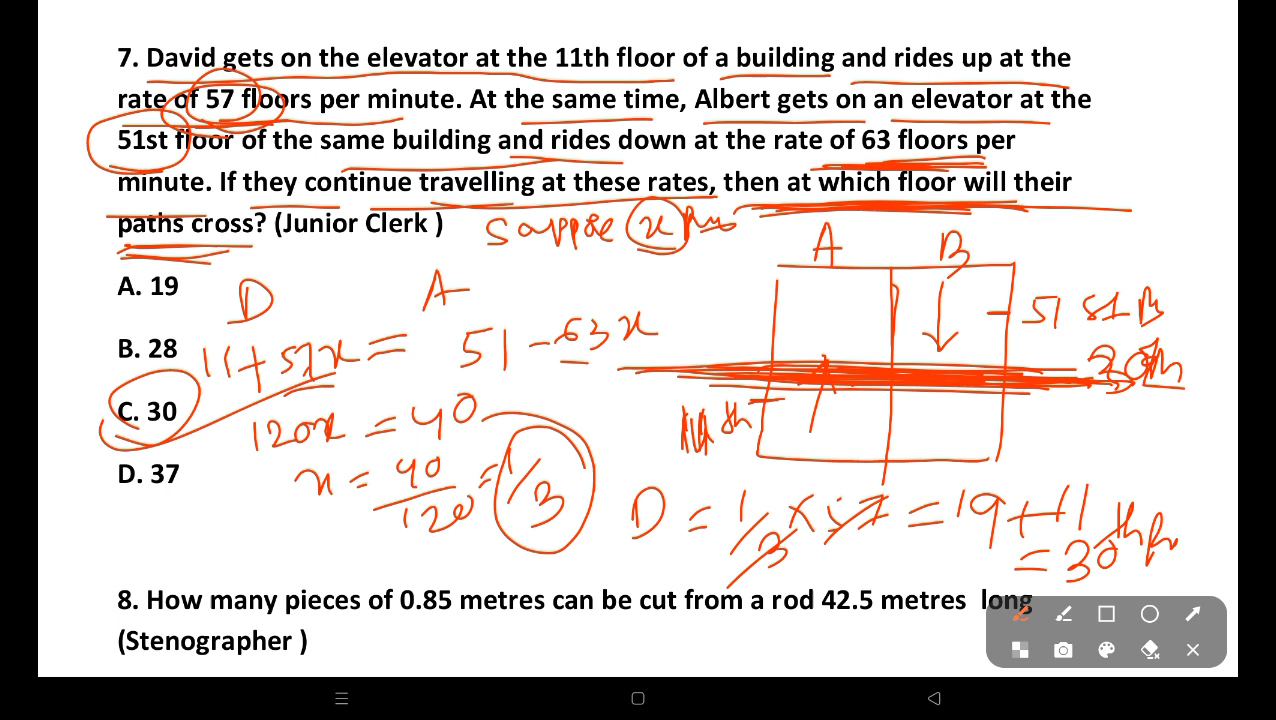 7. David gets on the elevator at the 11th floor of a building and rides up at the
rate of 57 floors per minute. At the same time, Albert gets on an elevator at the
51st floor of the same building and rides down at the rate of 63 floors per
minute. If they continue travelling at these rates, then at which floor will their
paths cross? (Junior Clerk )
x
A B
A. 19
D A
51
B. 28
11 + 57x = 51 - 63x
C. 30
120x = 40
D. 37
x = 40/120 = 1/3
D = 1/3 x 57 = 19 + 11
= 30th
8. How many pieces of 0.85 metres can be cut from a rod 42.5 metres long
(Stenographer )